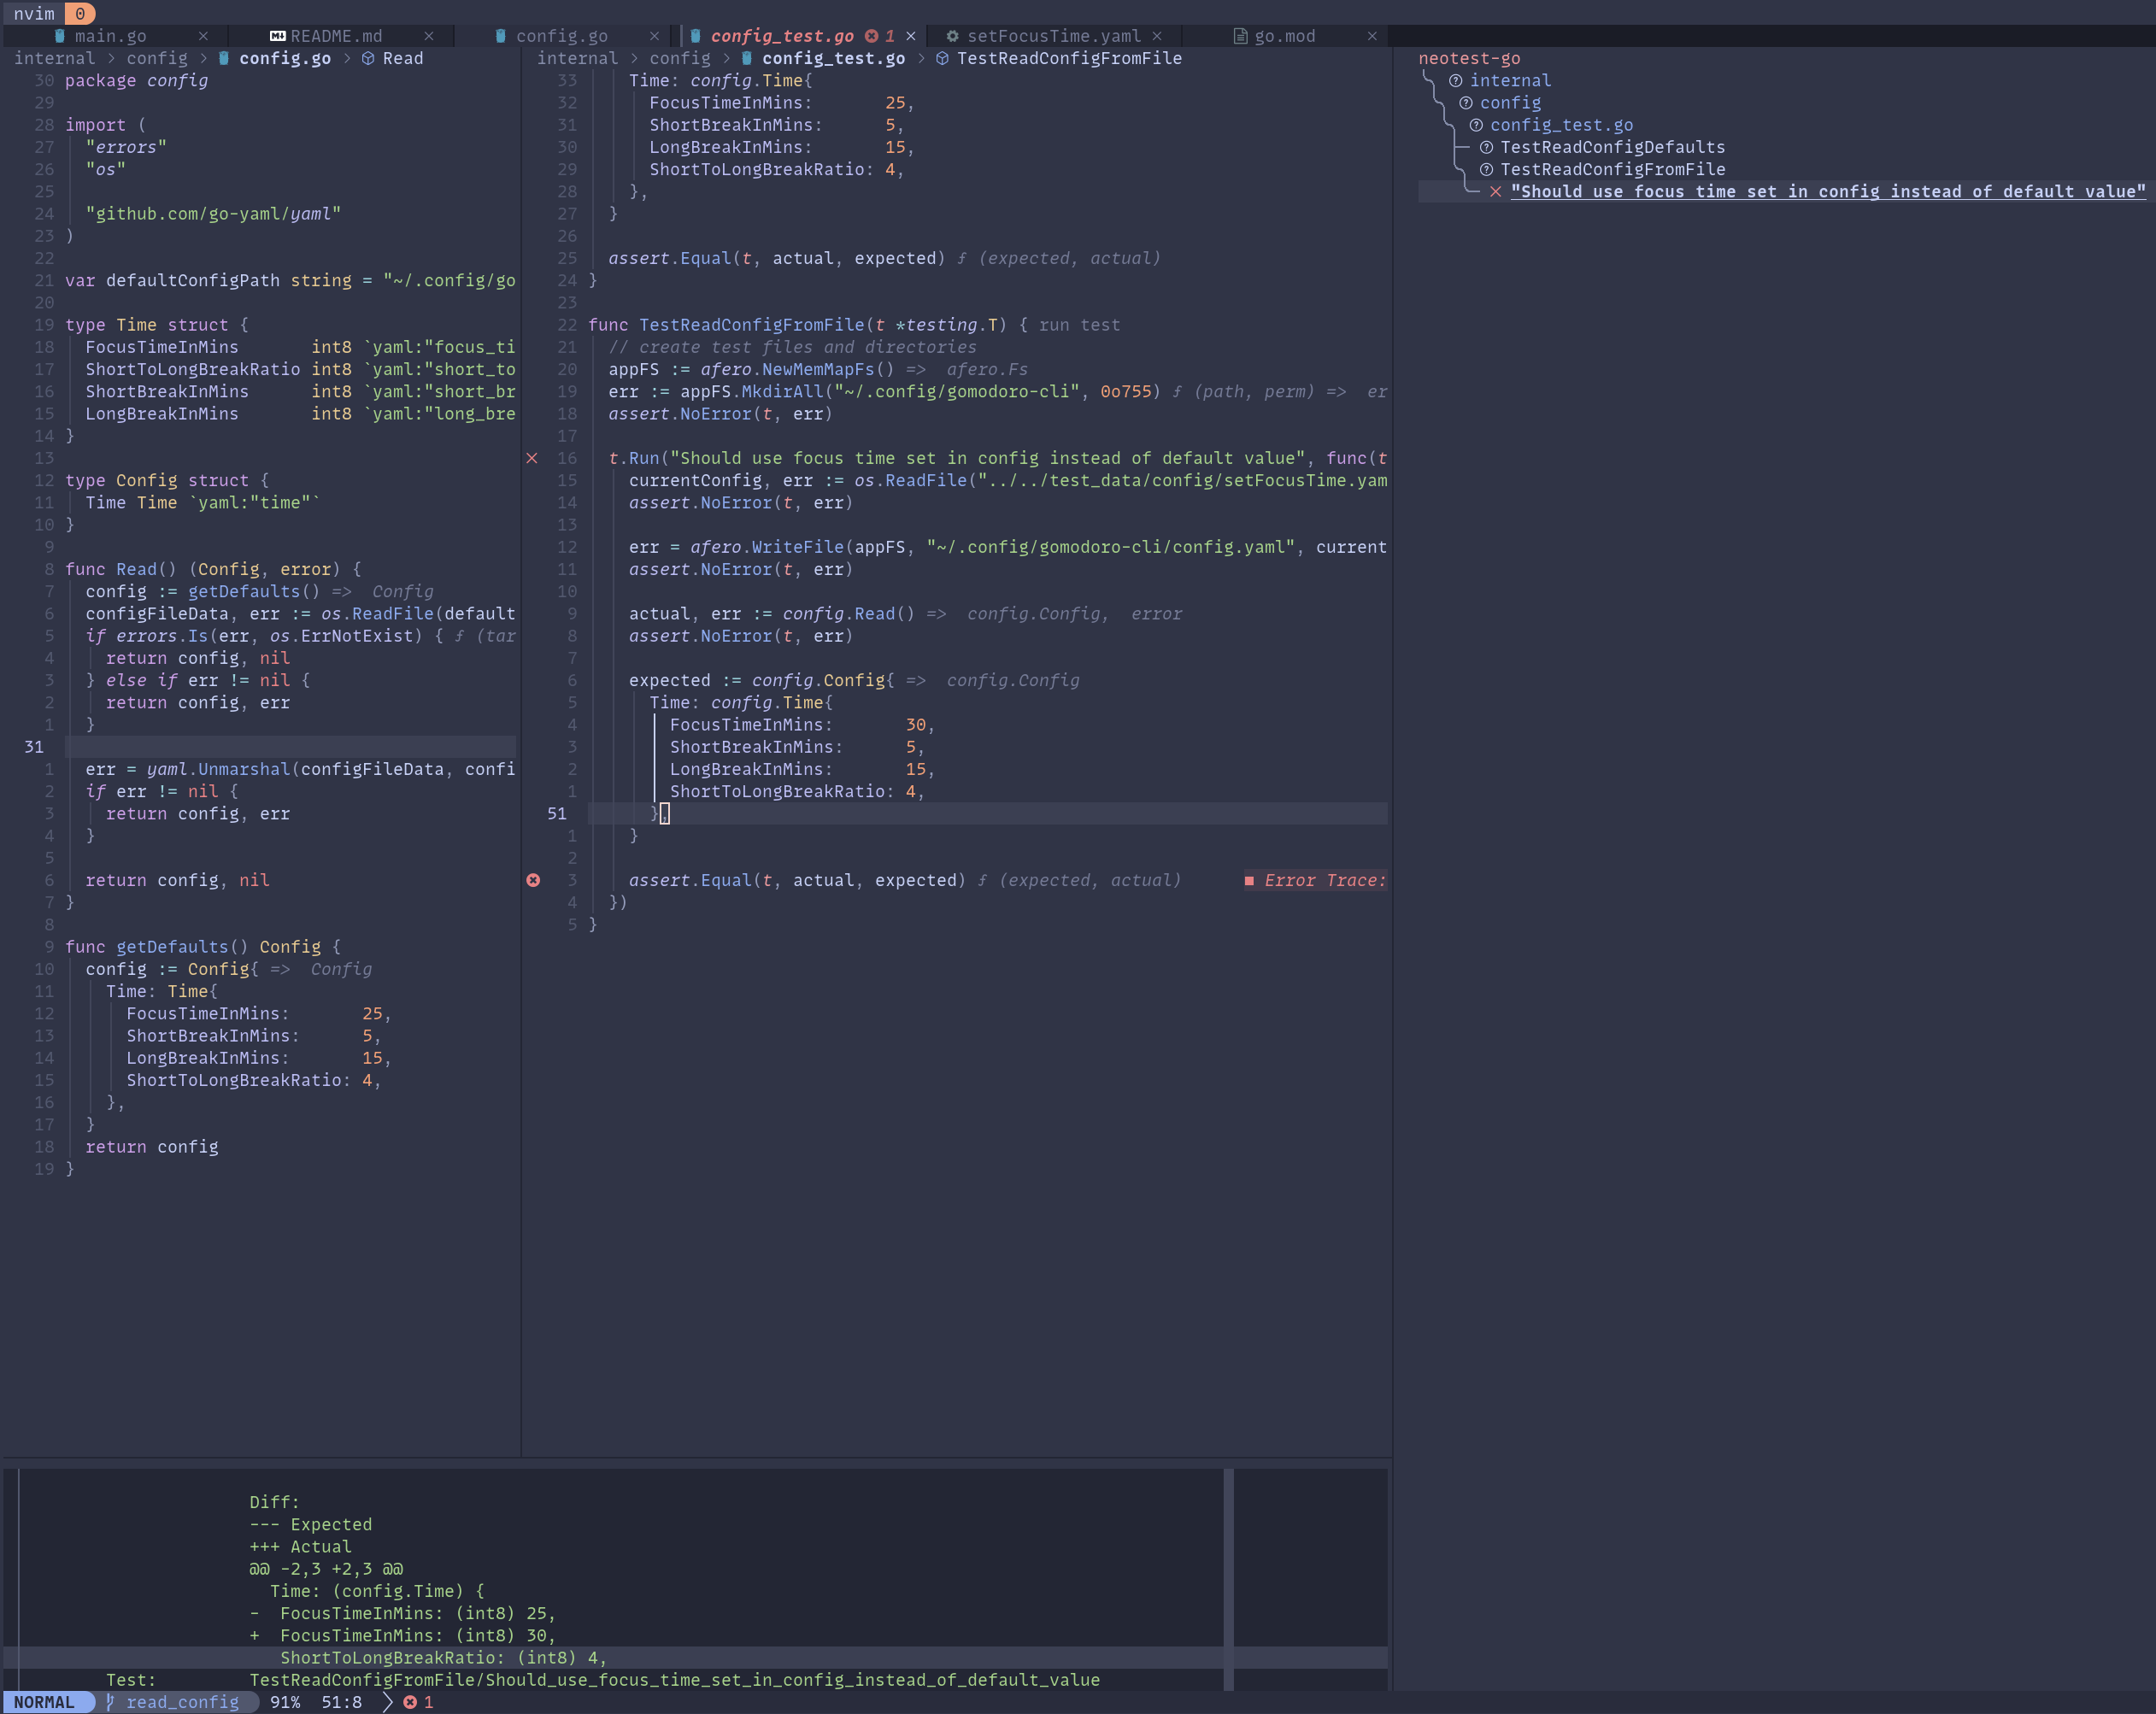 nvim 0
main.go × README.md × config.go × config_test.go 1 × setFocusTime.yaml × go.mod ×
internal > config > config.go > Read
30 package config
29
28 import (
27 "errors"
26 "os"
25
24 "github.com/go-yaml/yaml"
23 )
22
21 var defaultConfigPath string = "~/.config/go
20
19 type Time struct {
18 FocusTimeInMins int8 `yaml:"focus_ti
17 ShortToLongBreakRatio int8 `yaml:"short_to
16 ShortBreakInMins int8 `yaml:"short_br
15 LongBreakInMins int8 `yaml:"long_bre
14 }
13
12 type Config struct {
11 Time Time `yaml:"time"`
10 }
9
8 func Read() (Config, error) {
7 config := getDefaults() => Config
6 configFileData, err := os.ReadFile(default
5 if errors.Is(err, os.ErrNotExist) { ƒ (tar
4 return config, nil
3 } else if err != nil {
2 return config, err
1 }
31
1 err = yaml.Unmarshal(configFileData, confi
2 if err != nil {
3 return config, err
4 }
5
6 return config, nil
7 }
8
9 func getDefaults() Config {
10 config := Config{ => Config
11 Time: Time{
12 FocusTimeInMins: 25,
13 ShortBreakInMins: 5,
14 LongBreakInMins: 15,
15 ShortToLongBreakRatio: 4,
16 },
17 }
18 return config
19 }
internal > config > config_test.go > TestReadConfigFromFile
33 Time: config.Time{
32 FocusTimeInMins: 25,
31 ShortBreakInMins: 5,
30 LongBreakInMins: 15,
29 ShortToLongBreakRatio: 4,
28 },
27 }
26
25 assert.Equal(t, actual, expected) ƒ (expected, actual)
24 }
23
22 func TestReadConfigFromFile(t *testing.T) { run test
21 // create test files and directories
20 appFS := afero.NewMemMapFs() => afero.Fs
19 err := appFS.MkdirAll("~/.config/gomodoro-cli", 0o755) ƒ (path, perm) => er
18 assert.NoError(t, err)
17
16 t.Run("Should use focus time set in config instead of default value", func(t
15 currentConfig, err := os.ReadFile("../../test_data/config/setFocusTime.yam
14 assert.NoError(t, err)
13
12 err = afero.WriteFile(appFS, "~/.config/gomodoro-cli/config.yaml", current
11 assert.NoError(t, err)
10
9 actual, err := config.Read() => config.Config, error
8 assert.NoError(t, err)
7
6 expected := config.Config{ => config.Config
5 Time: config.Time{
4 FocusTimeInMins: 30,
3 ShortBreakInMins: 5,
2 LongBreakInMins: 15,
1 ShortToLongBreakRatio: 4,
51 },
1 }
2
3 assert.Equal(t, actual, expected) ƒ (expected, actual) ■ Error Trace:
4 })
5 }
neotest-go
internal
config
config_test.go
TestReadConfigDefaults
TestReadConfigFromFile
"Should use focus time set in config instead of default value"
Diff:
--- Expected
+++ Actual
@@ -2,3 +2,3 @@
Time: (config.Time) {
- FocusTimeInMins: (int8) 25,
+ FocusTimeInMins: (int8) 30,
ShortToLongBreakRatio: (int8) 4,
Test: TestReadConfigFromFile/Should_use_focus_time_set_in_config_instead_of_default_value
NORMAL read_config 91% 51:8 1